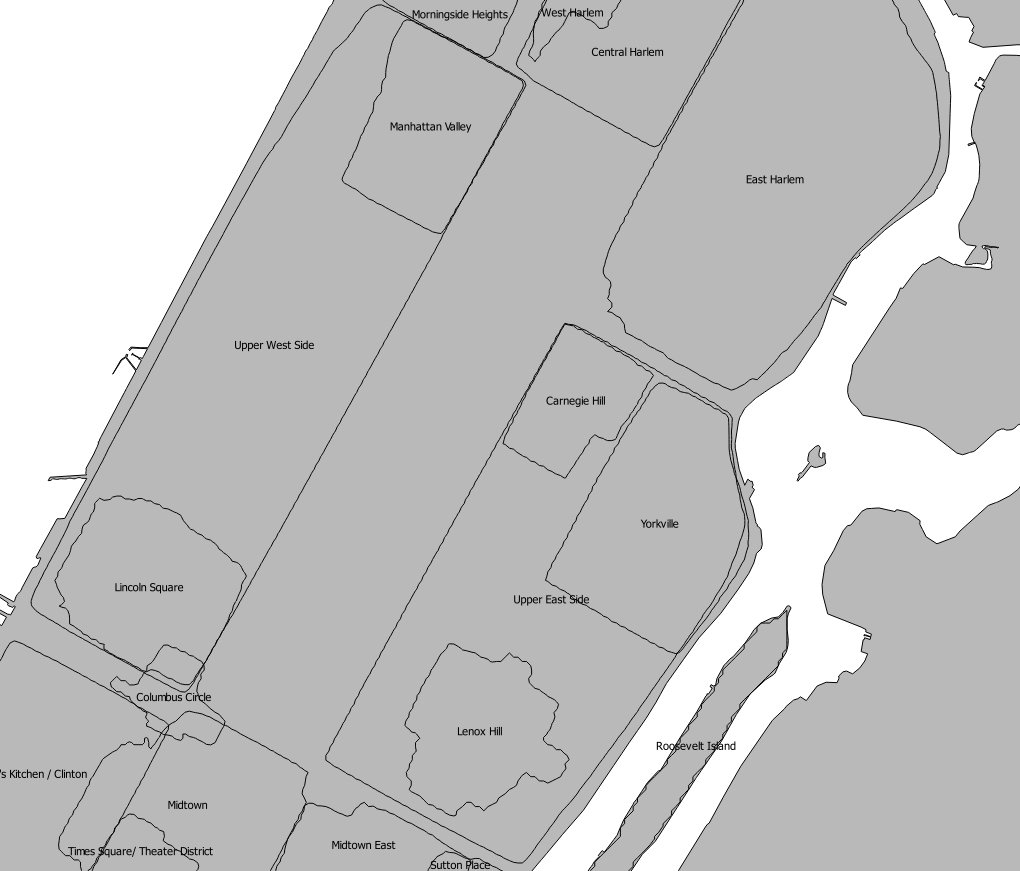 Morningside Heights
West Harlem
Central Harlem
Manhattan Valley
East Harlem
Upper West Side
Carnegie Hill
Yorkville
Lincoln Square
Upper East Side
Columbus Circle
Lenox Hill
Roosevelt Island
's Kitchen / Clinton
Midtown
Midtown East
Times Square/ Theater District
Sutton Place